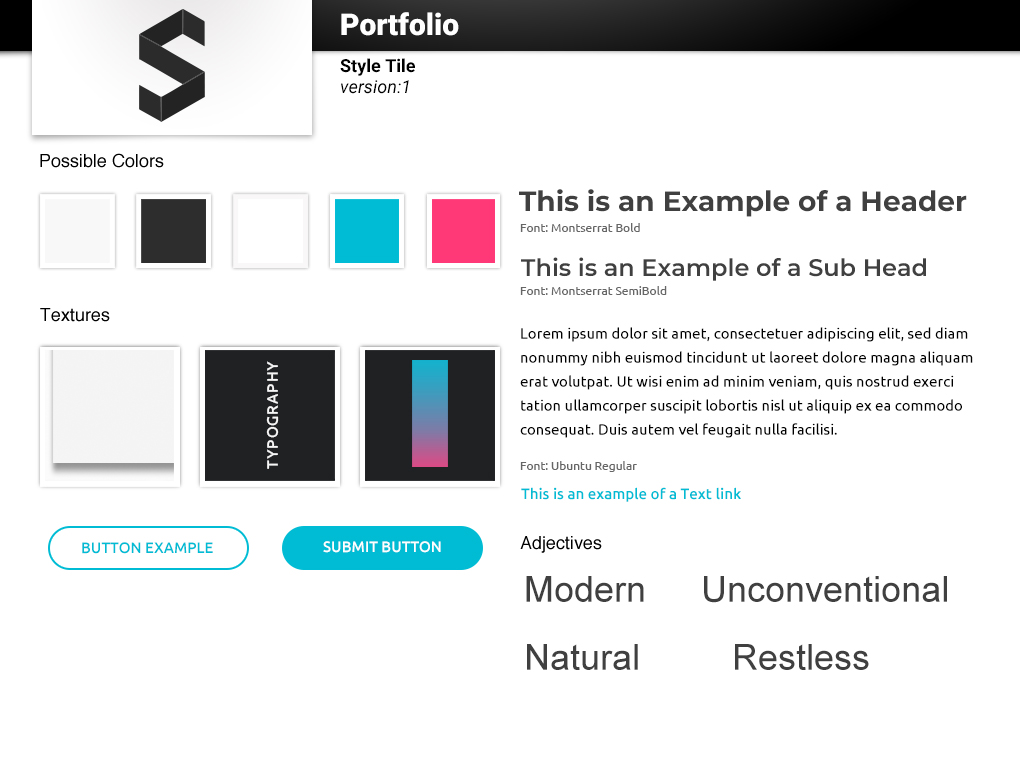 S
Portfolio
Style Tile
version:1
Possible Colors
Textures
TYPOGRAPHY
BUTTON EXAMPLE
SUBMIT BUTTON
This is an Example of a Header
Font: Montserrat Bold
This is an Example of a Sub Head
Font: Montserrat SemiBold
Lorem ipsum dolor sit amet, consectetuer adipiscing elit, sed diam
nonummy nibh euismod tincidunt ut laoreet dolore magna aliquam
erat volutpat. Ut wisi enim ad minim veniam, quis nostrud exerci
tation ullamcorper suscipit lobortis nisl ut aliquip ex ea commodo
consequat. Duis autem vel feugait nulla facilisi.
Font: Ubuntu Regular
This is an example of a Text link
Adjectives
Modern Unconventional
Natural Restless